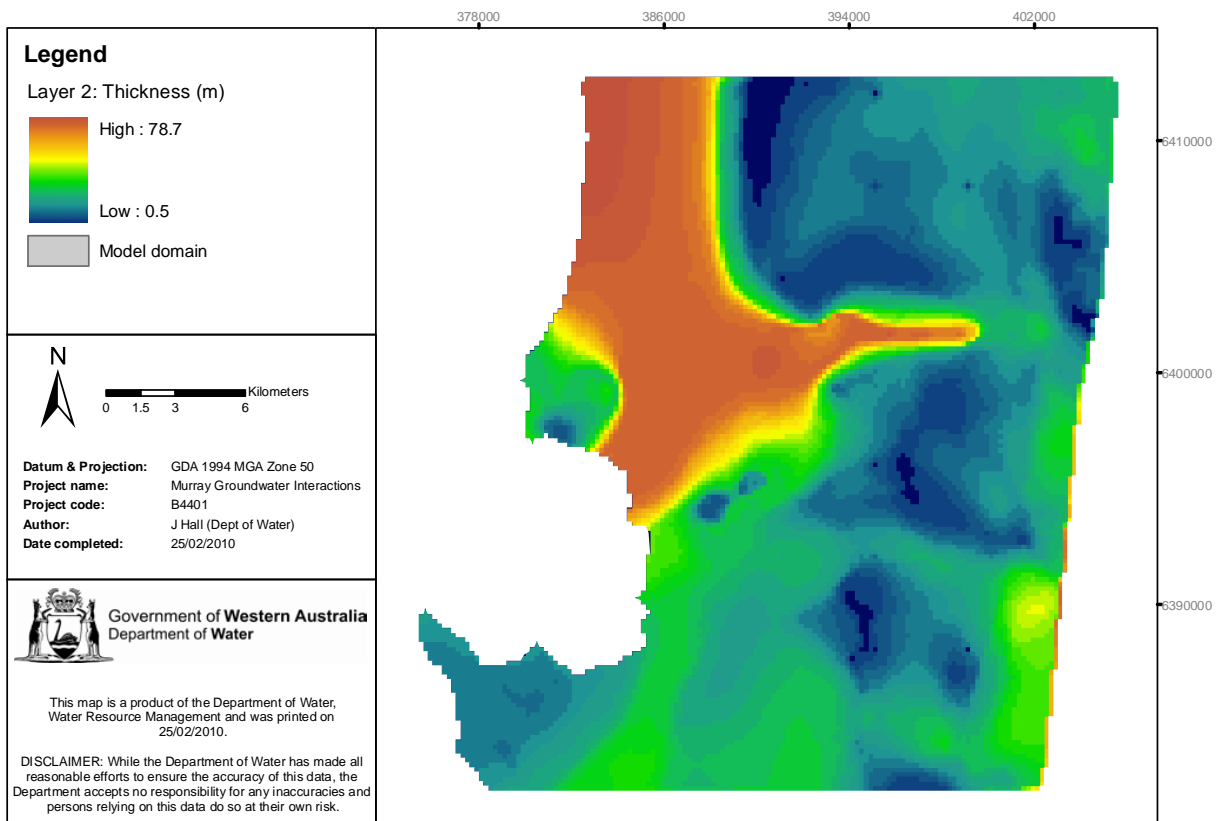 378000 386000 394000 402000
Legend
Layer 2: Thickness (m)
High : 78.7
Low : 0.5
Model domain
6410000
N
Kilometers
0 1.5 3 6
6400000
Datum & Projection: GDA 1994 MGA Zone 50
Project name: Murray Groundwater Interactions
Project code: B4401
Author: J Hall (Dept of Water)
Date completed: 25/02/2010
6390000
Government of Western Australia
Department of Water
This map is a product of the Department of Water,
Water Resource Management and was printed on
25/02/2010.
DISCLAIMER: While the Department of Water has made all
reasonable efforts to ensure the accuracy of this data, the
Department accepts no responsibility for any inaccuracies and
persons relying on this data do so at their own risk.